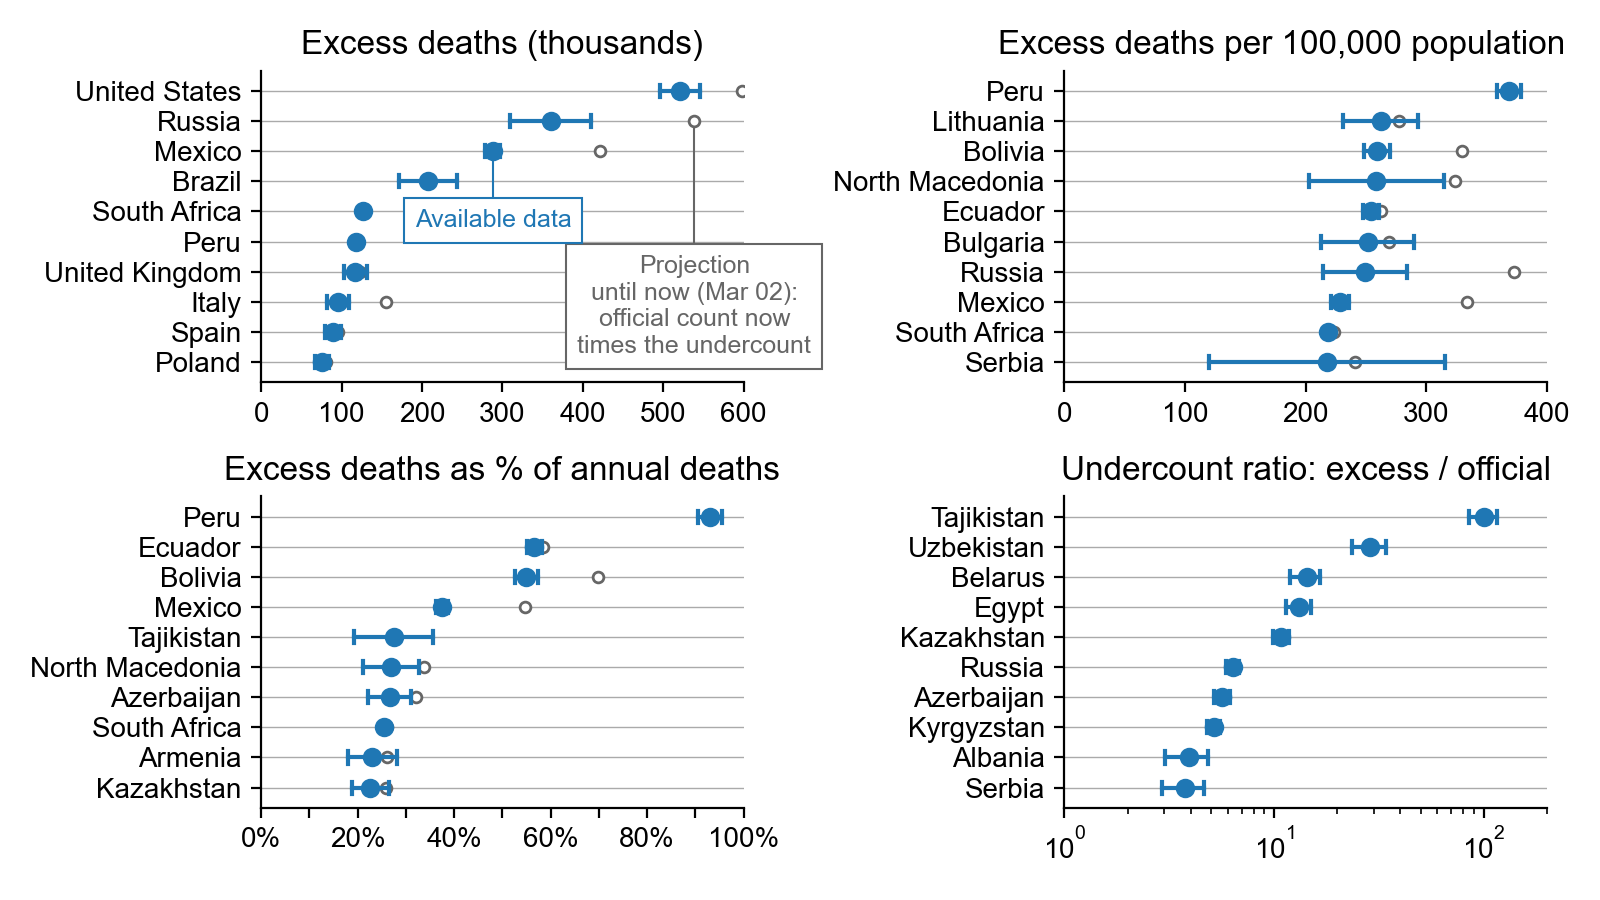 Excess deaths (thousands)
United States
Russia
Mexico
Brazil
South Africa
Peru
United Kingdom
Italy
Spain
Poland
Available data
Projection
until now (Mar 02):
official count now
times the undercount
0 100 200 300 400 500 600
Excess deaths per 100,000 population
Peru
Lithuania
Bolivia
North Macedonia
Ecuador
Bulgaria
Russia
Mexico
South Africa
Serbia
0 100 200 300 400
Excess deaths as % of annual deaths
Peru
Ecuador
Bolivia
Mexico
Tajikistan
North Macedonia
Azerbaijan
South Africa
Armenia
Kazakhstan
0% 20% 40% 60% 80% 100%
Undercount ratio: excess / official
Tajikistan
Uzbekistan
Belarus
Egypt
Kazakhstan
Russia
Azerbaijan
Kyrgyzstan
Albania
Serbia
10⁰ 10¹ 10²